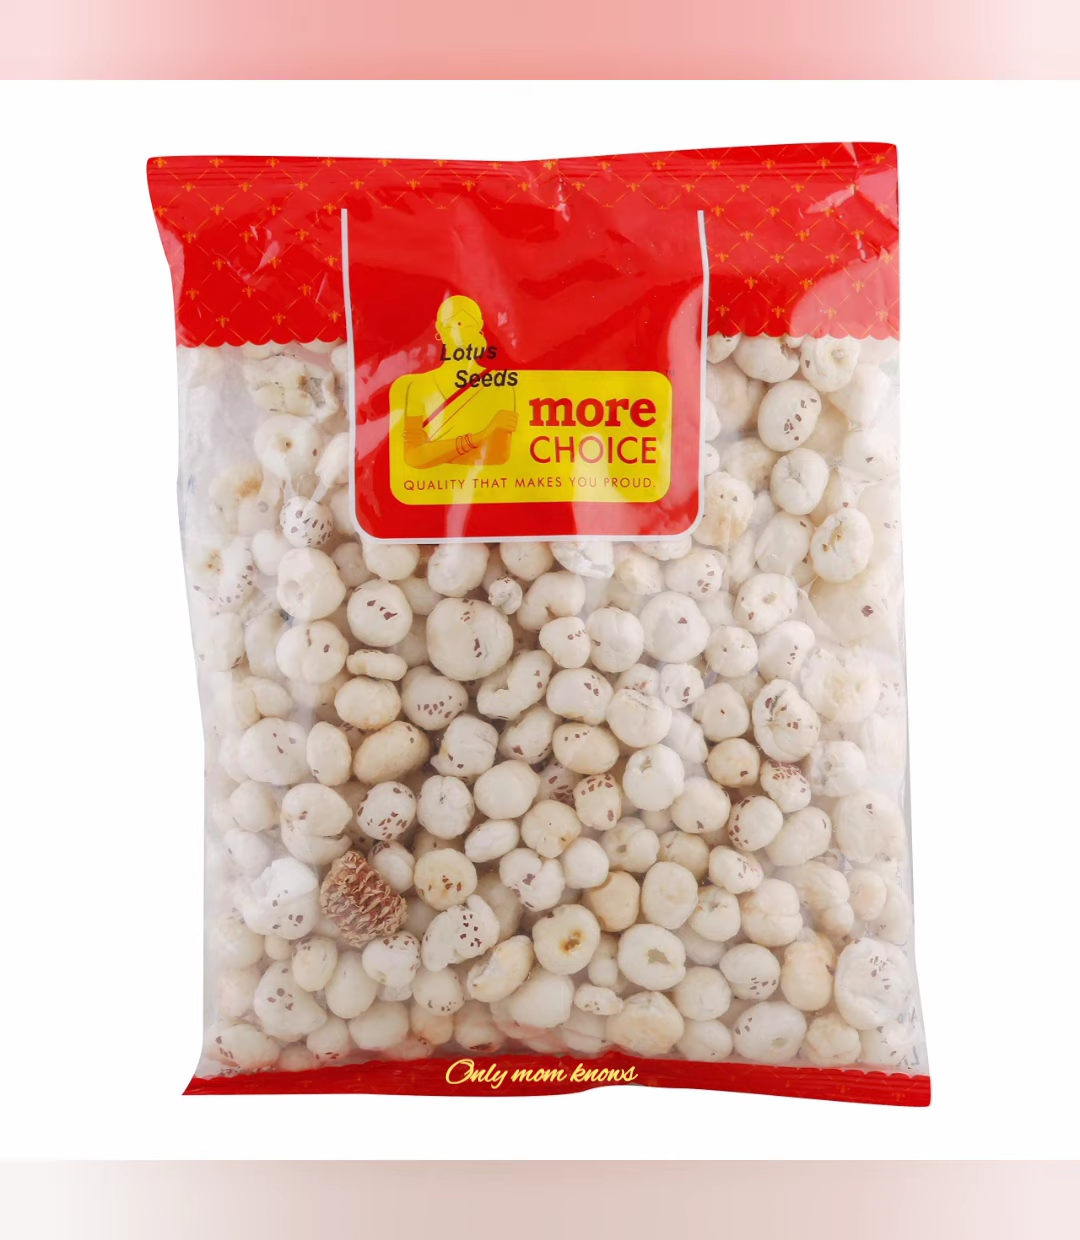 Lotus
Seeds
more
CHOICE
QUALITY THAT MAKES YOU PROUD.
Only mom knows